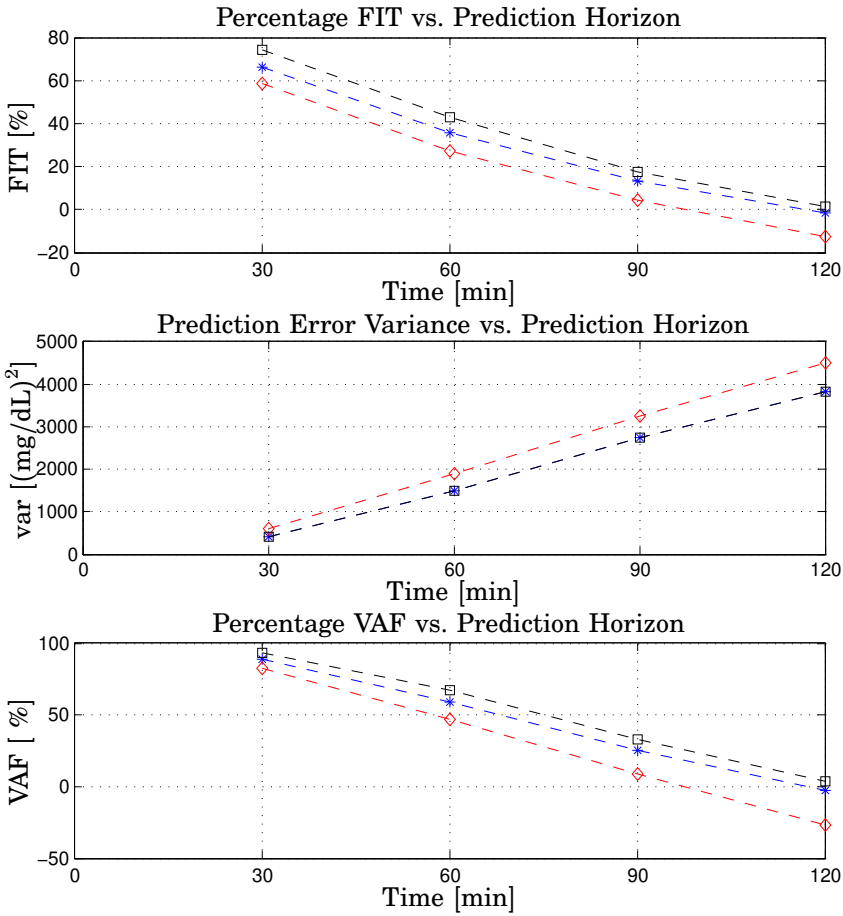 Percentage FIT vs. Prediction Horizon
80
60
40
20
0
−20
FIT [%]
0 30 60 90 120
Time [min]
Prediction Error Variance vs. Prediction Horizon
5000
4000
3000
2000
1000
0
var [(mg/dL)²]
0 30 60 90 120
Time [min]
Percentage VAF vs. Prediction Horizon
100
50
0
−50
VAF [ %]
0 30 60 90 120
Time [min]